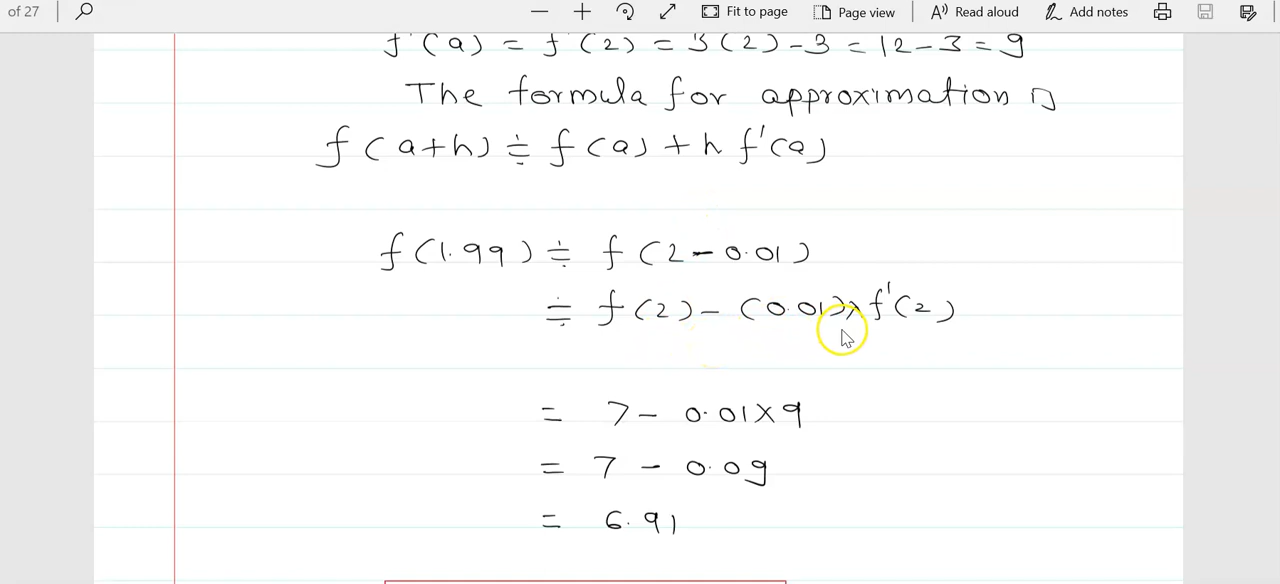 of 27 Fit to page Page view Read aloud Add notes
f'(a) = f'(2) = 3(2) - 3 = 12 - 3 = 9
The formula for approximation is
f(a+h) ≑ f(a) + h f'(a)
f(1.99) ≑ f(2-0.01)
≑ f(2) - (0.01) × f'(2)
= 7 - 0.01 × 9
= 7 - 0.09
= 6.91